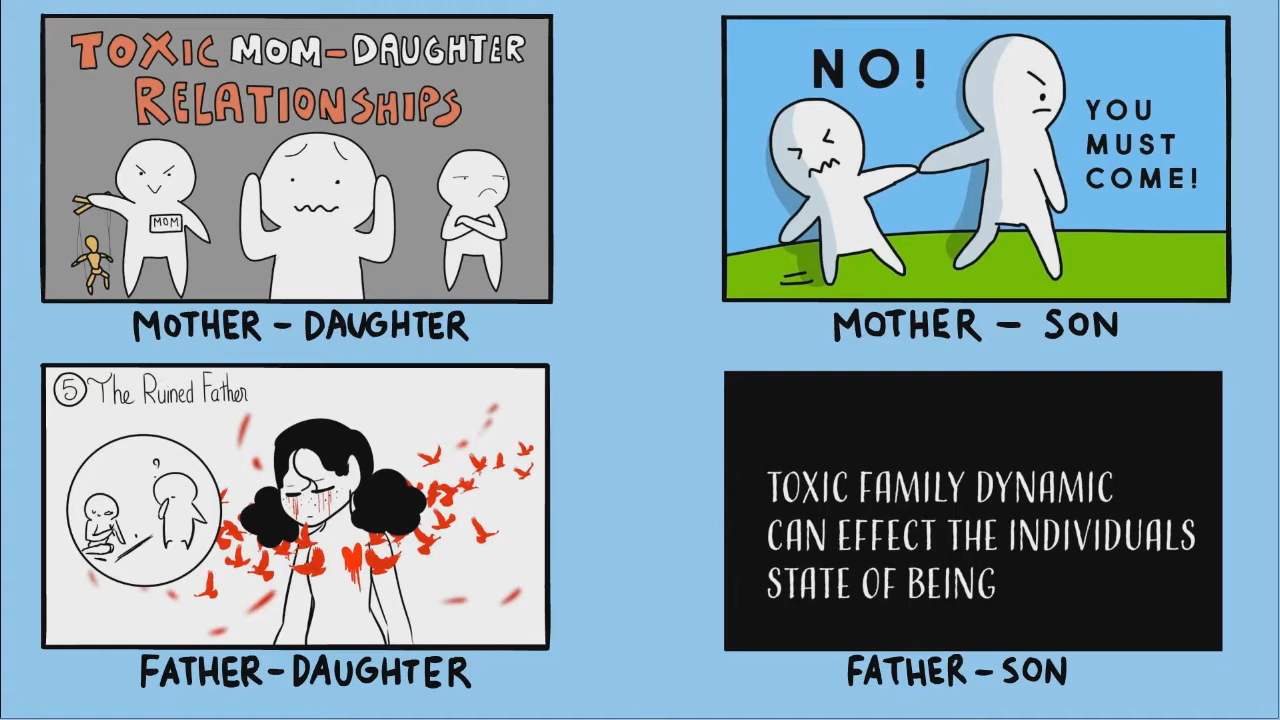 TOXIC MOM-DAUGHTER
RELATIONSHIPS
MOM
MOTHER - DAUGHTER
NO!
YOU
MUST
COME!
MOTHER - SON
5 The Ruined Father
?
FATHER-DAUGHTER
TOXIC FAMILY DYNAMIC
CAN EFFECT THE INDIVIDUALS
STATE OF BEING
FATHER-SON